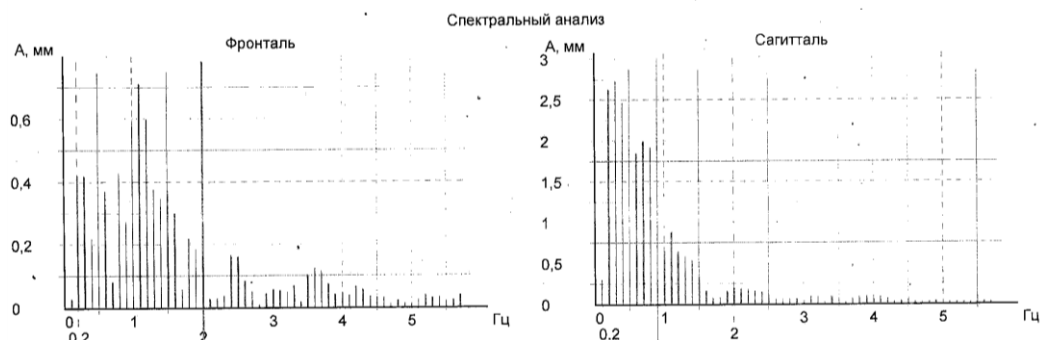 Спектральный анализ
Фронталь
А, мм
0,6
0,4
0,2
0
0 1 3 4 5 Гц
0,2 2
Сагитталь
А, мм
3
2,5
2
1,5
1
0,5
0
0 1 3 4 5 Гц
0,2 2